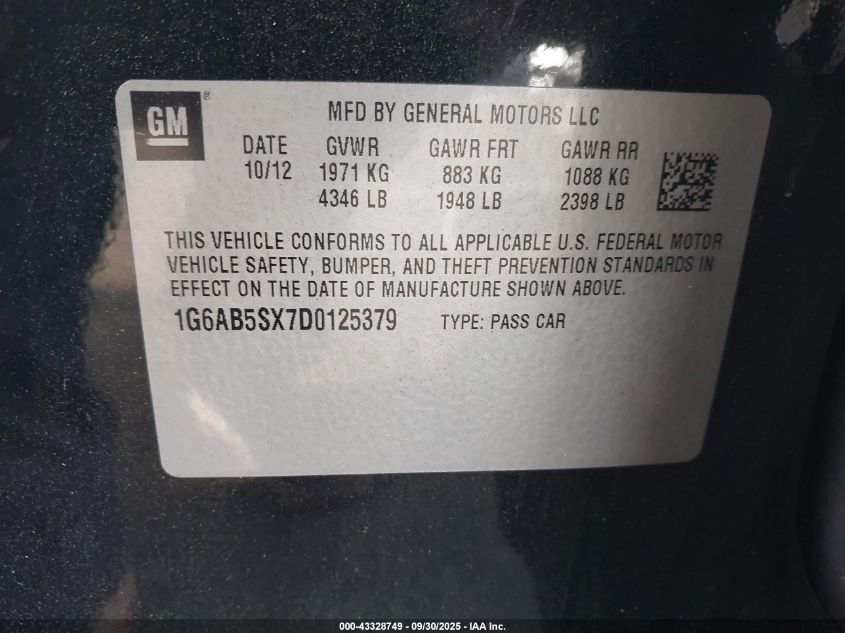 GM
MFD BY GENERAL MOTORS LLC
DATE GVWR GAWR FRT GAWR RR
10/12 1971 KG 883 KG 1088 KG
4346 LB 1948 LB 2398 LB
THIS VEHICLE CONFORMS TO ALL APPLICABLE U.S. FEDERAL MOTOR
VEHICLE SAFETY, BUMPER, AND THEFT PREVENTION STANDARDS IN
EFFECT ON THE DATE OF MANUFACTURE SHOWN ABOVE.
1G6AB5SX7D0125379 TYPE: PASS CAR
000-43328749 - 09/30/2025 - IAA Inc.